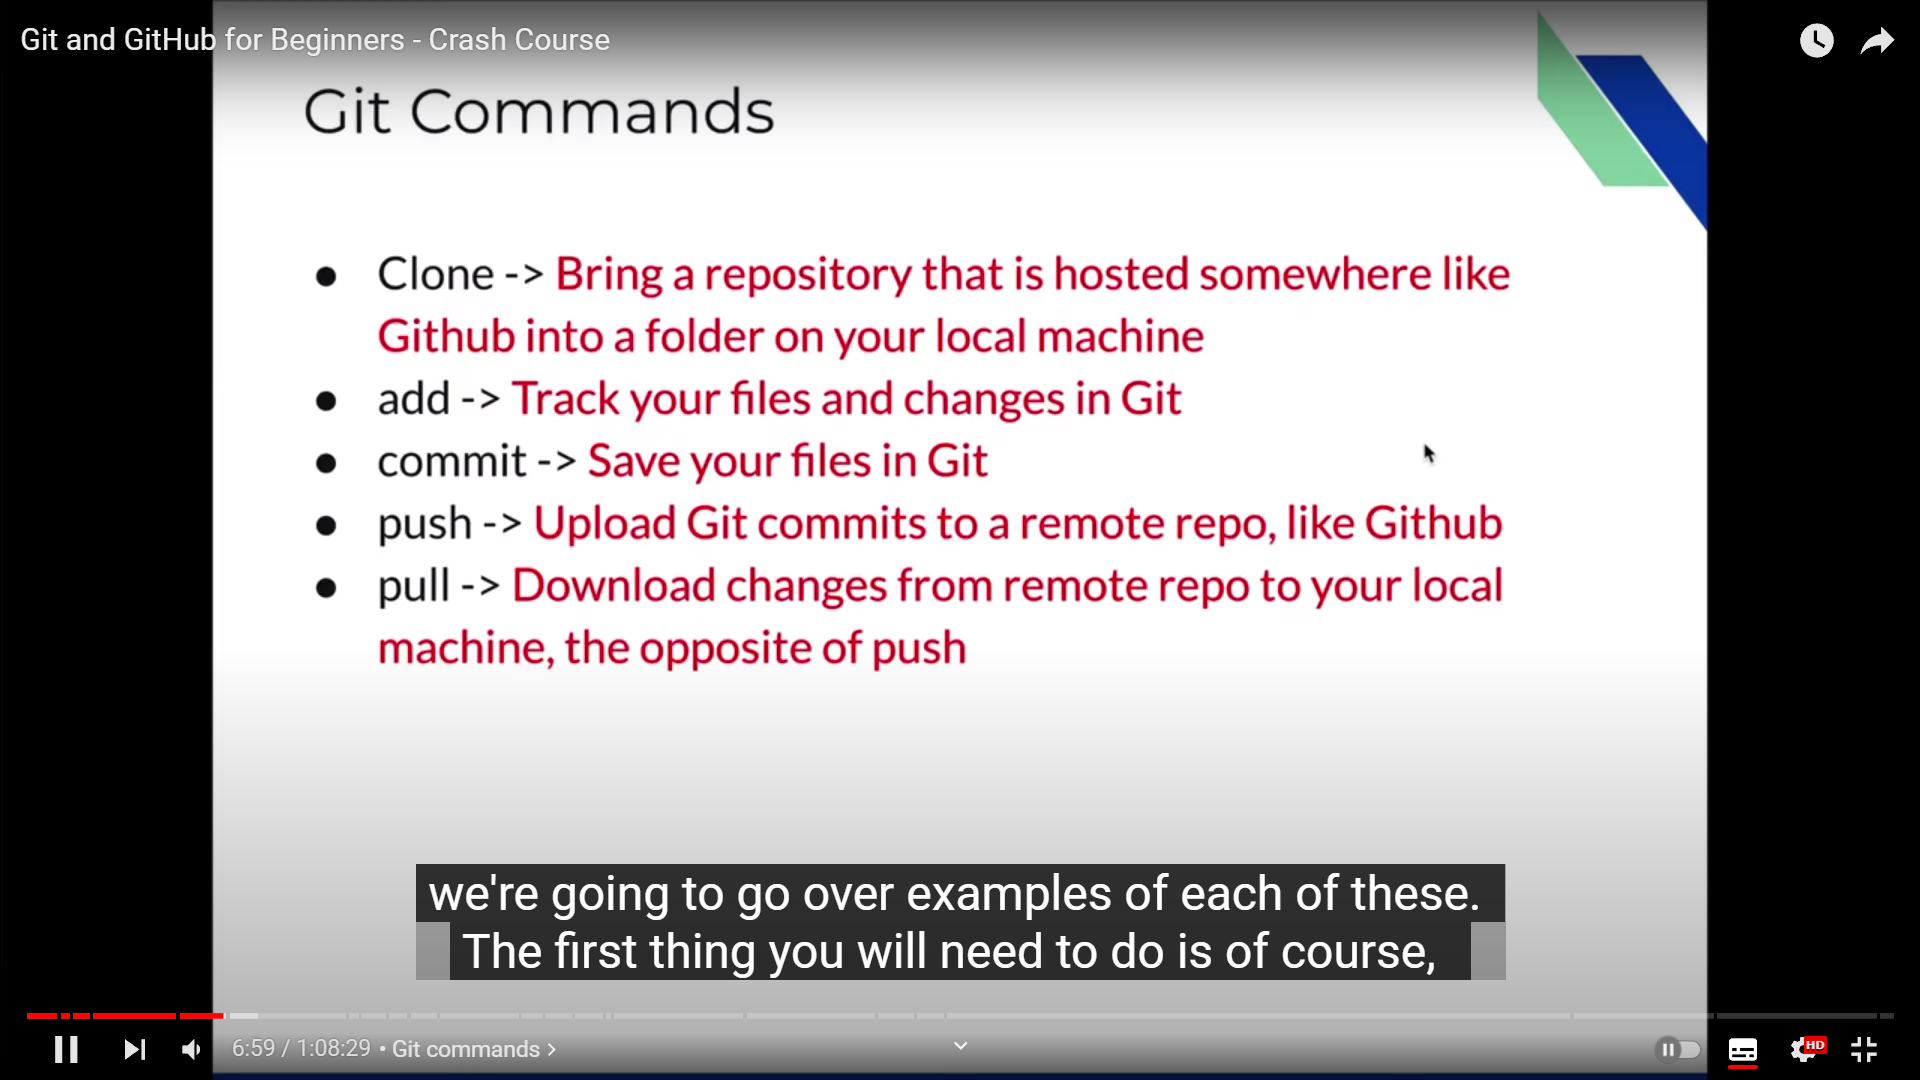 Git and GitHub for Beginners - Crash Course
Git Commands
● Clone -> Bring a repository that is hosted somewhere like
Github into a folder on your local machine
● add -> Track your files and changes in Git
● commit -> Save your files in Git
● push -> Upload Git commits to a remote repo, like Github
● pull -> Download changes from remote repo to your local
machine, the opposite of push
we're going to go over examples of each of these.
The first thing you will need to do is of course,
6:59 / 1:08:29 • Git commands >
HD